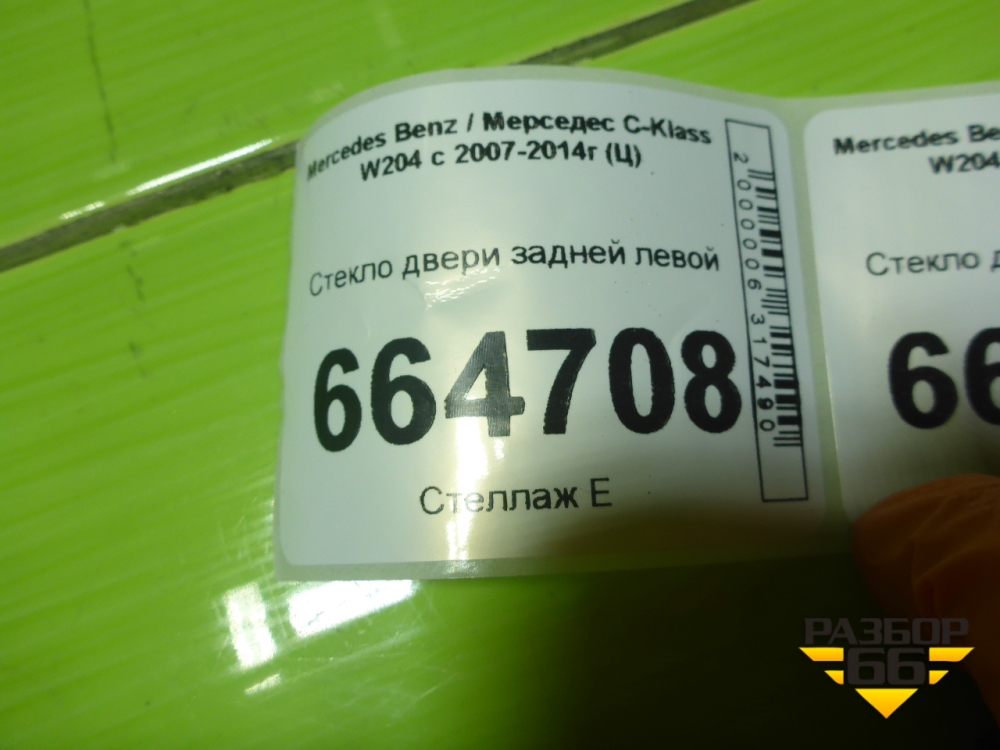 Mercedes Benz / Мерседес C-Klass
W204 с 2007-2014г (Ц)
Стекло двери задней левой
664708
Стеллаж Е
2000006317490
Mercedes Be
W204
Стекло д
66
РАЗБОР
66